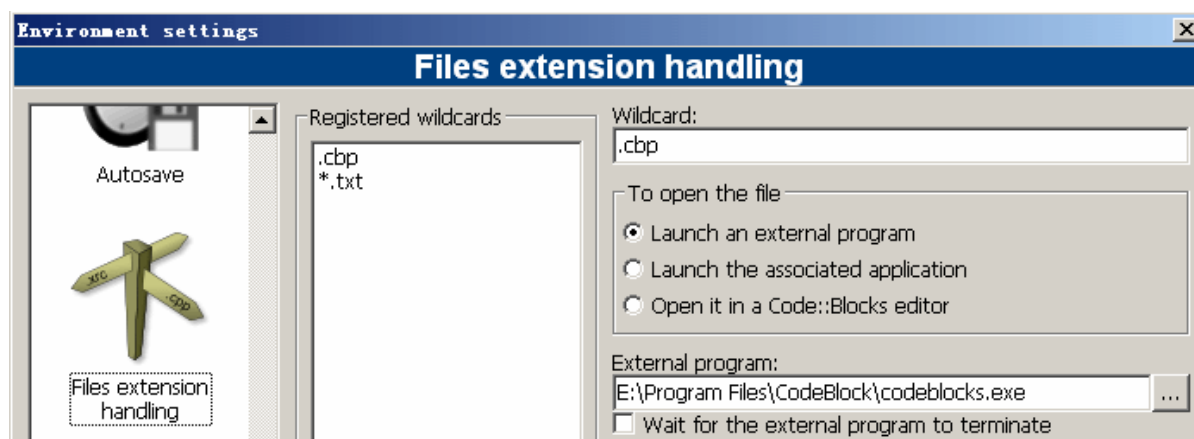 Environment settings
Files extension handling
Autosave
.xrc
.cpp
Files extension
handling
Registered wildcards
.cbp
*.txt
Wildcard:
.cbp
To open the file
Launch an external program
Launch the associated application
Open it in a Code::Blocks editor
External program:
E:\Program Files\CodeBlock\codeblocks.exe
...
Wait for the external program to terminate